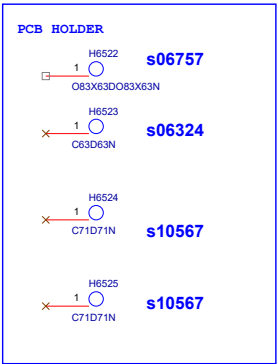 PCB HOLDER
H6522
s06757
1
O83X63DO83X63N
H6523
s06324
1
C63D63N
H6524
1
s10567
C71D71N
H6525
1
s10567
C71D71N